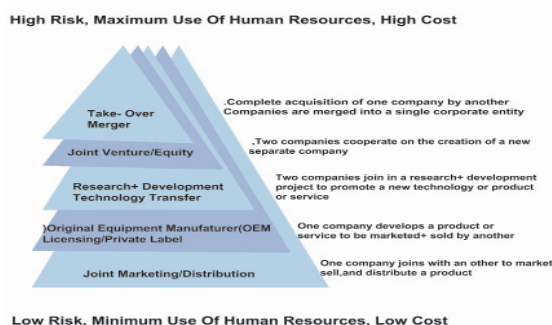 High Risk, Maximum Use Of Human Resources, High Cost
Take- Over
Merger
.Complete acquisition of one company by another
Companies are merged into a single corporate entity
Joint Venture/Equity
,Two companies cooperate on the creation of a new
separate company
Research+ Development
Technology Transfer
Two companies join in a research+ development
project to promote a new technology or product
or service
)Original Equipment Manufaturer(OEM
Licensing/Private Label
One company develops a product or
service to be marketed+ sold by another
Joint Marketing/Distribution
One company joins with an other to market
sell,and distribute a product
Low Risk, Minimum Use Of Human Resources, Low Cost